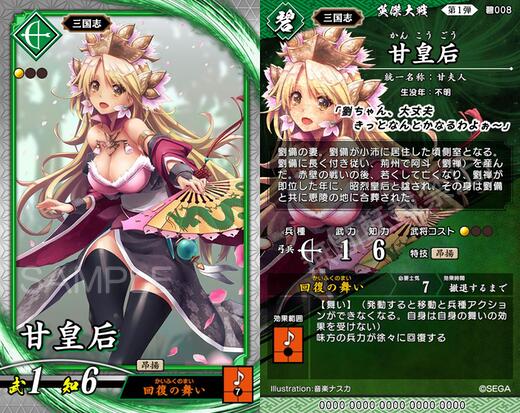 三国志
SAMPLE
甘皇后
昂揚
武1 知6
かいふくのまい
回復の舞い
7
碧
三国志
英傑大戦
第1弾
碧008
かん こう ごう
甘皇后
統一名称：甘夫人
生没年：不明
「劉ちゃん、大丈夫
きっとなんとかなるわよぉ～」
劉備の妻。劉備が小沛に居住した頃側室となる。
劉備に長く付き従い、荊州で阿斗（劉禅）を産ん
だ。赤壁の戦いの後、若くして亡くなり、劉禅が
即位した年に、昭烈皇后と諡され、その身は劉備
と共に恵陵の地に合葬された。
兵種 武力 知力 武将コスト
弓兵 1 6 特技 昂揚
かいふくのまい 必要士気 効果時間
回復の舞い 7 撤退するまで
効果範囲
【舞い】（発動すると移動と兵種アクション
ができなくなる。自身は自身の舞いの効
果を受けない）
味方の兵力が徐々に回復する
Illustration:音楽ナスカ
©SEGA
0000-0000-0000-0000-0000